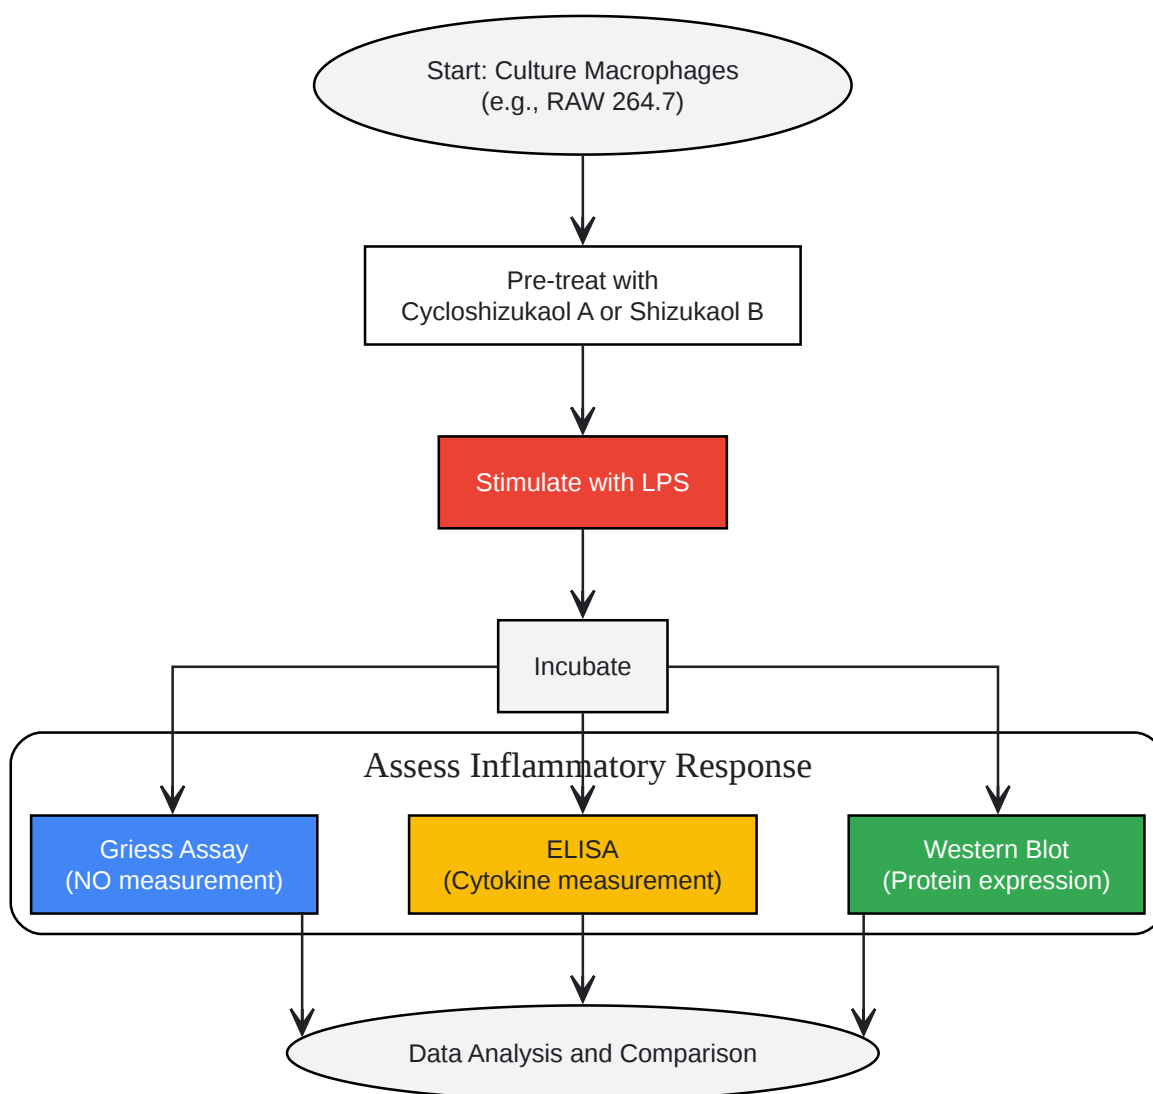 Start: Culture Macrophages
(e.g., RAW 264.7)
Pre-treat with
Cycloshizukaol A or Shizukaol B
Stimulate with LPS
Incubate
Assess Inflammatory Response
Griess Assay
(NO measurement)
ELISA
(Cytokine measurement)
Western Blot
(Protein expression)
Data Analysis and Comparison